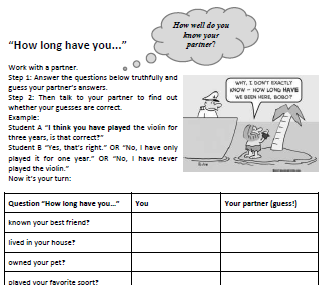 How well do you
know your
partner?
"How long have you..."
Work with a partner.
Step 1: Answer the questions below truthfully and
guess your partner's answers.
Step 2: Then talk to your partner to find out
whether your guesses are correct.
Example:
Student A "I think you have played the violin for
three years, is that correct?"
Student B "Yes, that's right." OR "No, I have only
played it for one year." OR "No, I have never
played the violin."
Now it's your turn:
WHY, I DON'T EXACTLY
KNOW – HOW LONG HAVE
WE BEEN HERE, BOBO?
Question "How long have you..." You Your partner (guess!)
known your best friend?
lived in your house?
owned your pet?
played your favorite sport?